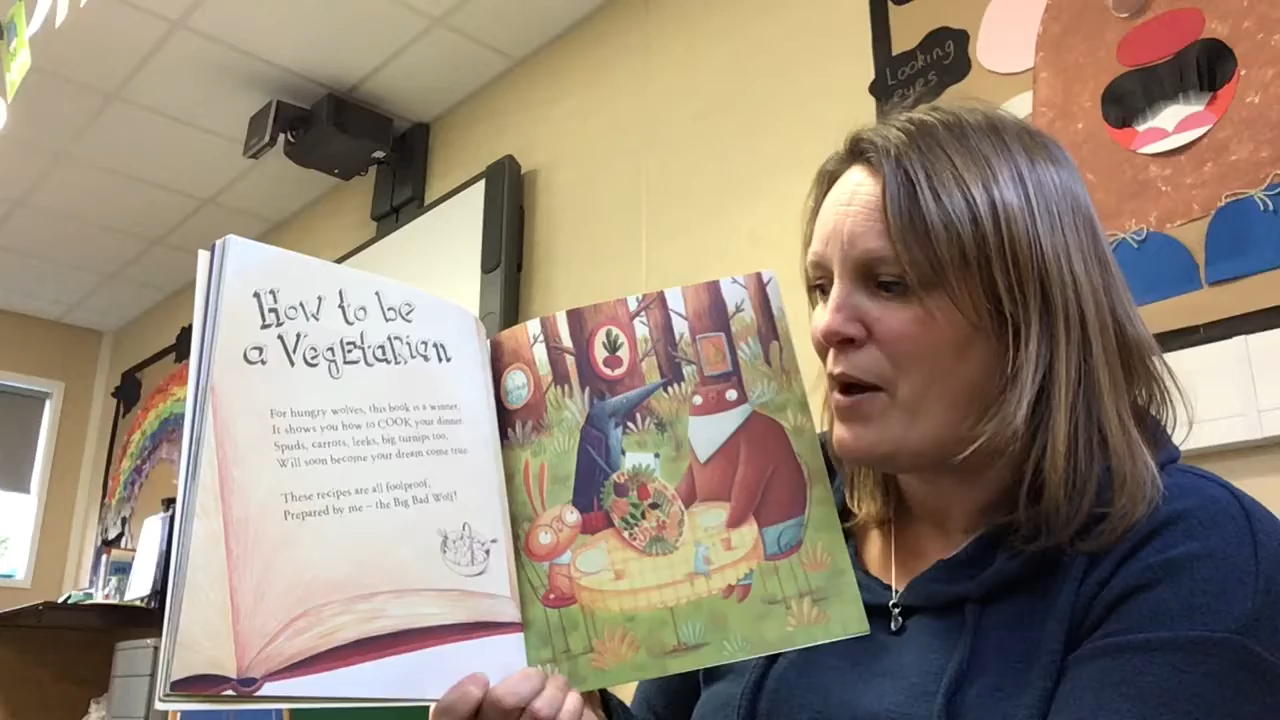 How to be
a VegEtaRian
For hungry wolves, this book is a winner,
It shows you how to COOK your dinner.
Spuds, carrots, leeks, big turnips too,
Will soon become your dream come true.
These recipes are all foolproof,
Prepared by me – the Big Bad Wolf!
Looking
eyes